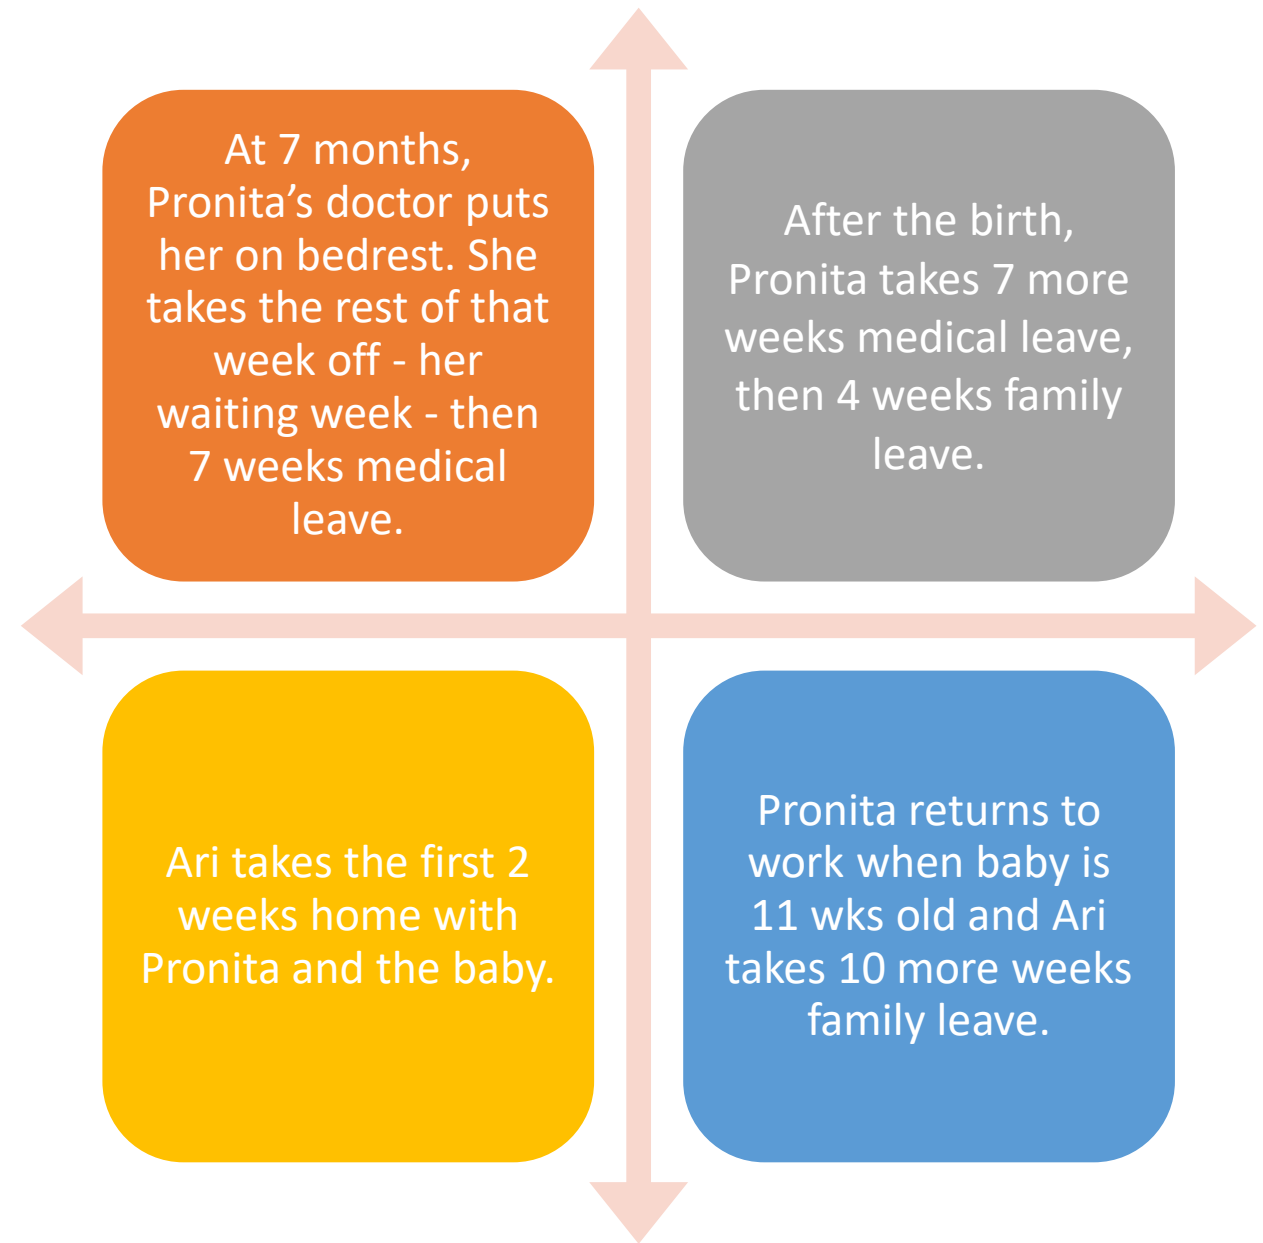 At 7 months,
Pronita’s doctor puts
her on bedrest. She
takes the rest of that
week off - her
waiting week - then
7 weeks medical
leave.
After the birth,
Pronita takes 7 more
weeks medical leave,
then 4 weeks family
leave.
Ari takes the first 2
weeks home with
Pronita and the baby.
Pronita returns to
work when baby is
11 wks old and Ari
takes 10 more weeks
family leave.